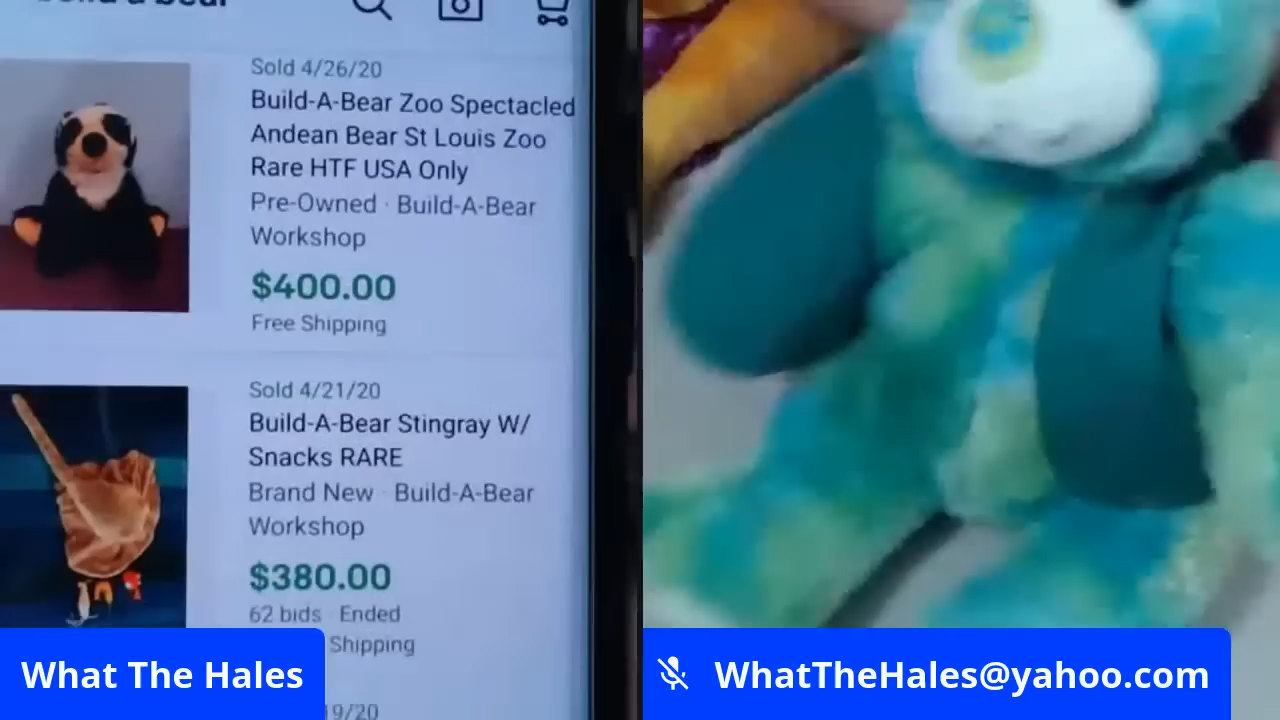 Sold 4/26/20
Build-A-Bear Zoo Spectacled
Andean Bear St Louis Zoo
Rare HTF USA Only
Pre-Owned · Build-A-Bear
Workshop
$400.00
Free Shipping
Sold 4/21/20
Build-A-Bear Stingray W/
Snacks RARE
Brand New · Build-A-Bear
Workshop
$380.00
62 bids · Ended
Shipping
19/20
What The Hales
WhatTheHales@yahoo.com